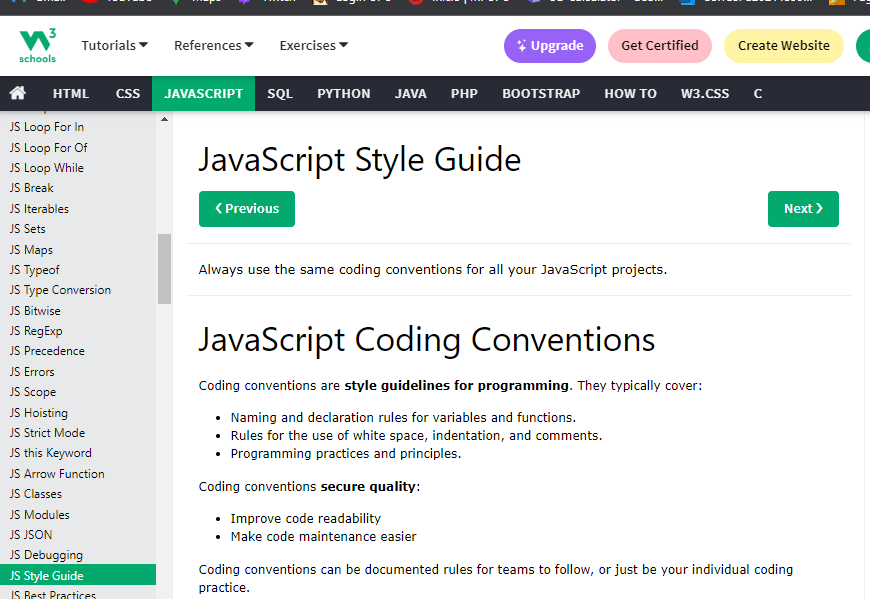 3
schools
Tutorials
References
Exercises
Upgrade
Get Certified
Create Website
HTML
CSS
JAVASCRIPT
SQL
PYTHON
JAVA
PHP
BOOTSTRAP
HOW TO
W3.CSS
C
JS Loop For In
JS Loop For Of
JS Loop While
JS Break
JS Iterables
JS Sets
JS Maps
JS Typeof
JS Type Conversion
JS Bitwise
JS RegExp
JS Precedence
JS Errors
JS Scope
JS Hoisting
JS Strict Mode
JS this Keyword
JS Arrow Function
JS Classes
JS Modules
JS JSON
JS Debugging
JS Style Guide
JS Best Practices
JavaScript Style Guide
❮ Previous
Next ❯
Always use the same coding conventions for all your JavaScript projects.
JavaScript Coding Conventions
Coding conventions are style guidelines for programming. They typically cover:
• Naming and declaration rules for variables and functions.
• Rules for the use of white space, indentation, and comments.
• Programming practices and principles.
Coding conventions secure quality:
• Improve code readability
• Make code maintenance easier
Coding conventions can be documented rules for teams to follow, or just be your individual coding
practice.